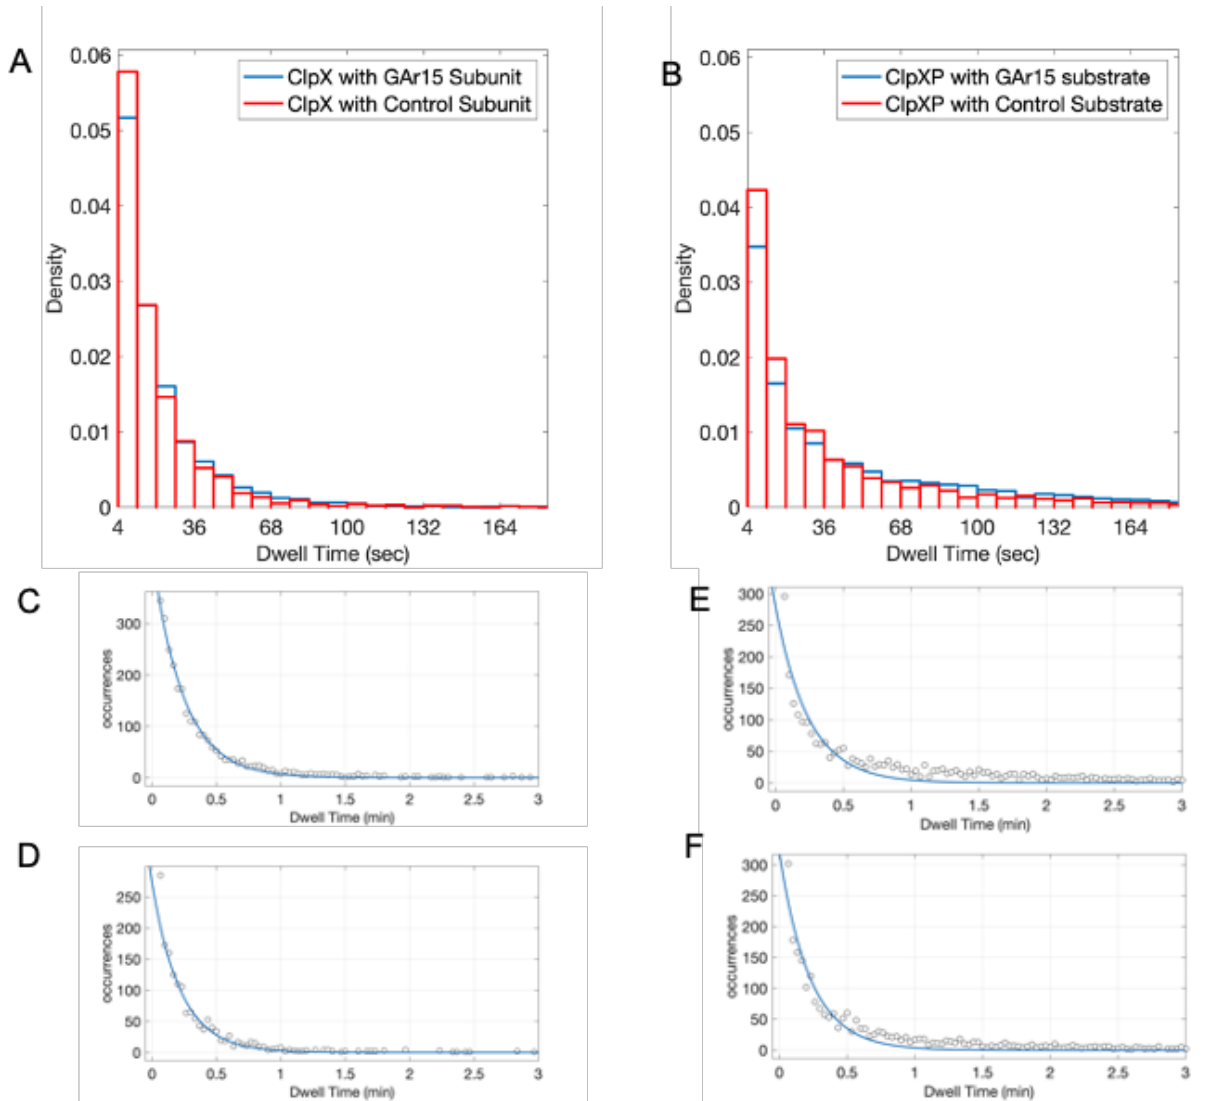 A
0.06
0.05
0.04
0.03
0.02
0.01
0
Density
ClpX with GAr15 Subunit
ClpX with Control Subunit
4 36 68 100 132 164
Dwell Time (sec)
B
0.06
0.05
0.04
0.03
0.02
0.01
0
Density
ClpXP with GAr15 substrate
ClpXP with Control Substrate
4 36 68 100 132 164
Dwell Time (sec)
C
300
200
100
0
occurrences
0 0.5 1 1.5 2 2.5 3
Dwell Time (min)
D
250
200
150
100
50
0
occurrences
0 0.5 1 1.5 2 2.5 3
Dwell Time (min)
E
300
250
200
150
100
50
0
occurrences
0 0.5 1 1.5 2 2.5 3
Dwell Time (min)
F
300
250
200
150
100
50
0
occurrences
0 0.5 1 1.5 2 2.5 3
Dwell Time (min)